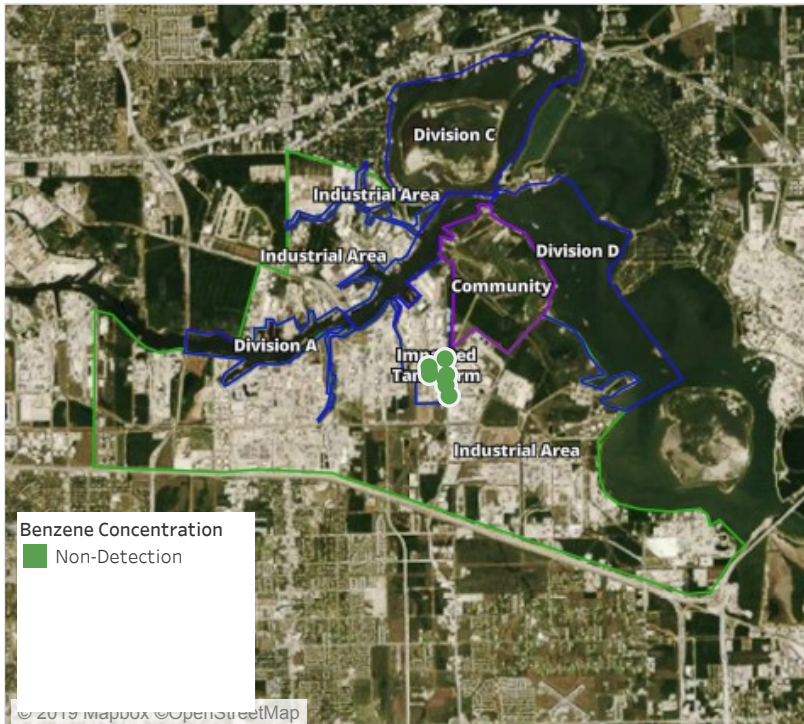 Division C
Industrial Area
Division D
Industrial Area
Community
Division A
Industrial Area
Benzene Concentration
Non-Detection
© 2019 Mapbox ©OpenStreetMap